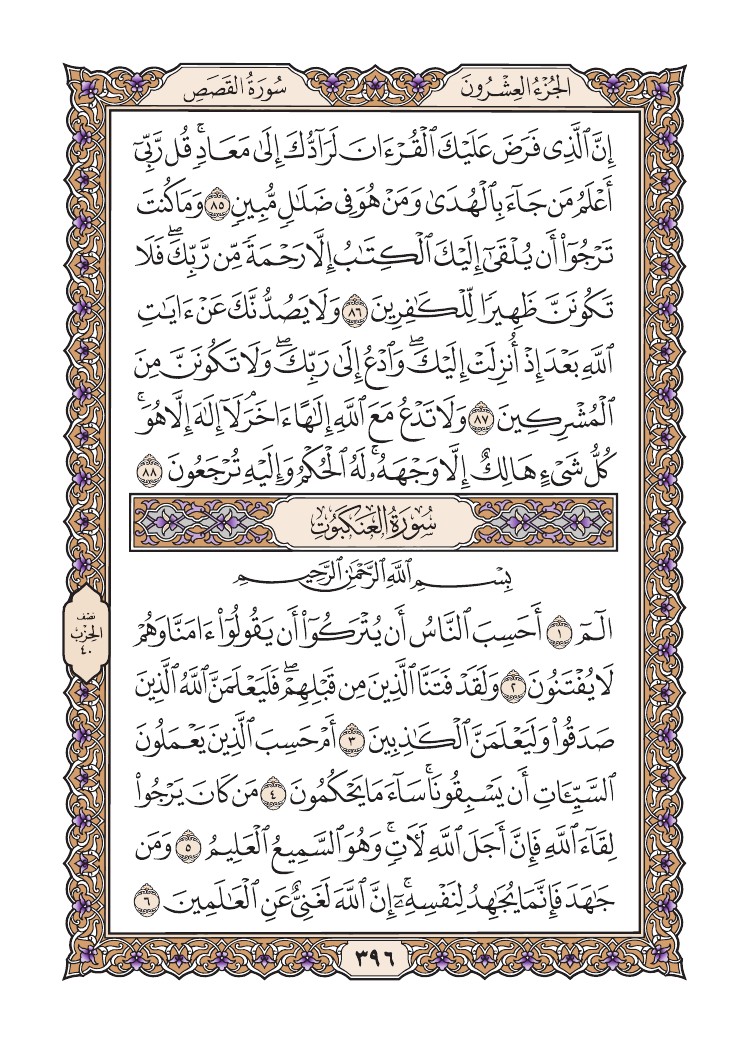 الجُزْءُ العِشْرُونَ
سُورَةُ القَصَصِ
إِنَّ ٱلَّذِى فَرَضَ عَلَيْكَ ٱلْقُرْءَانَ لَرَآدُّكَ إِلَىٰ مَعَادٍ ۚ قُل رَّبِّىٓ
أَعْلَمُ مَن جَآءَ بِٱلْهُدَىٰ وَمَنْ هُوَ فِى ضَلَٰلٍ مُّبِينٍ ٨٥ وَمَا كُنتَ
تَرْجُوٓا۟ أَن يُلْقَىٰٓ إِلَيْكَ ٱلْكِتَٰبُ إِلَّا رَحْمَةً مِّن رَّبِّكَ ۖ فَلَا
تَكُونَنَّ ظَهِيرًا لِّلْكَٰفِرِينَ ٨٦ وَلَا يَصُدُّنَّكَ عَنْ ءَايَٰتِ
ٱللَّهِ بَعْدَ إِذْ أُنزِلَتْ إِلَيْكَ ۖ وَٱدْعُ إِلَىٰ رَبِّكَ ۖ وَلَا تَكُونَنَّ مِنَ
ٱلْمُشْرِكِينَ ٨٧ وَلَا تَدْعُ مَعَ ٱللَّهِ إِلَٰهًا ءَاخَرَ ۘ لَآ إِلَٰهَ إِلَّا هُوَ ۚ
كُلُّ شَىْءٍ هَالِكٌ إِلَّا وَجْهَهُۥ ۚ لَهُ ٱلْحُكْمُ وَإِلَيْهِ تُرْجَعُونَ ٨٨
سُورَةُ العَنكَبُوتِ
بِسْمِ ٱللَّهِ ٱلرَّحْمَٰنِ ٱلرَّحِيمِ
الٓمٓ ١ أَحَسِبَ ٱلنَّاسُ أَن يُتْرَكُوٓا۟ أَن يَقُولُوٓا۟ ءَامَنَّا وَهُمْ
لَا يُفْتَنُونَ ٢ وَلَقَدْ فَتَنَّا ٱلَّذِينَ مِن قَبْلِهِمْ ۖ فَلَيَعْلَمَنَّ ٱللَّهُ ٱلَّذِينَ
صَدَقُوا۟ وَلَيَعْلَمَنَّ ٱلْكَٰذِبِينَ ٣ أَمْ حَسِبَ ٱلَّذِينَ يَعْمَلُونَ
ٱلسَّيِّـَٔاتِ أَن يَسْبِقُونَا ۚ سَآءَ مَا يَحْكُمُونَ ٤ مَن كَانَ يَرْجُوا۟
لِقَآءَ ٱللَّهِ فَإِنَّ أَجَلَ ٱللَّهِ لَـَٔاتٍ ۚ وَهُوَ ٱلسَّمِيعُ ٱلْعَلِيمُ ٥ وَمَن
جَٰهَدَ فَإِنَّمَا يُجَٰهِدُ لِنَفْسِهِۦٓ ۚ إِنَّ ٱللَّهَ لَغَنِىٌّ عَنِ ٱلْعَٰلَمِينَ ٦
نصف
الحِزْبِ
٤٠
٣٩٦